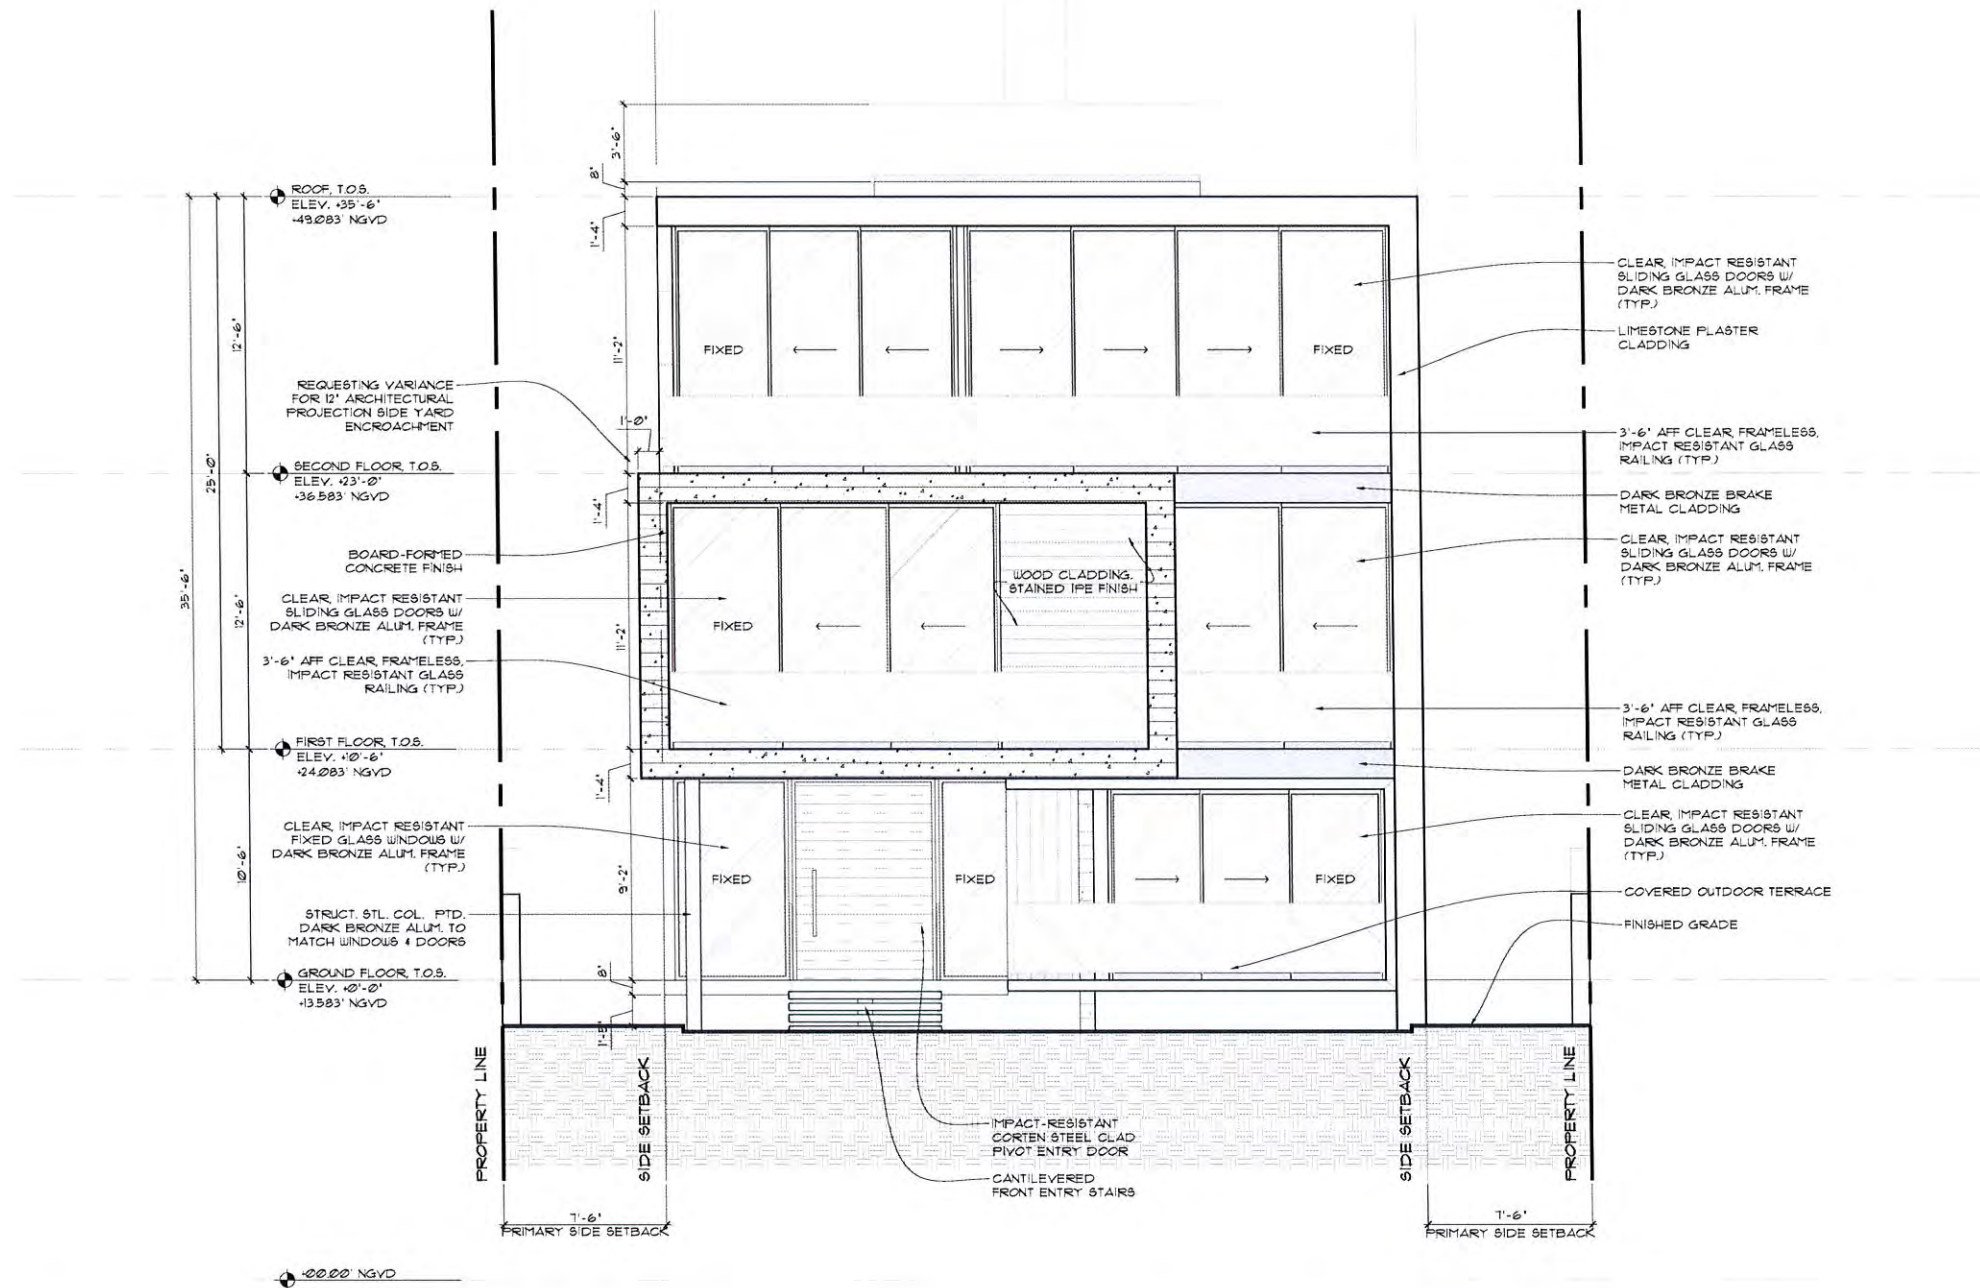 3'-6"
8"
ROOF, T.O.S.
ELEV. +35'-6"
+49.083' NGVD
1'-4"
CLEAR, IMPACT RESISTANT
SLIDING GLASS DOORS W/
DARK BRONZE ALUM. FRAME
(TYP.)
LIMESTONE PLASTER
CLADDING
12'-6"
11'-2"
FIXED
FIXED
REQUESTING VARIANCE
FOR 12" ARCHITECTURAL
PROJECTION SIDE YARD
ENCROACHMENT
1'-0"
3'-6" AFF CLEAR, FRAMELESS,
IMPACT RESISTANT GLASS
RAILING (TYP.)
25'-0"
SECOND FLOOR, T.O.S.
ELEV. +23'-0"
+36.583' NGVD
1'-4"
DARK BRONZE BRAKE
METAL CLADDING
BOARD-FORMED
CONCRETE FINISH
CLEAR, IMPACT RESISTANT
SLIDING GLASS DOORS W/
DARK BRONZE ALUM. FRAME
(TYP.)
35'-6"
12'-6"
CLEAR, IMPACT RESISTANT
SLIDING GLASS DOORS W/
DARK BRONZE ALUM. FRAME
(TYP.)
11'-2"
FIXED
WOOD CLADDING.
STAINED IPE FINISH
3'-6" AFF CLEAR, FRAMELESS,
IMPACT RESISTANT GLASS
RAILING (TYP.)
3'-6" AFF CLEAR, FRAMELESS,
IMPACT RESISTANT GLASS
RAILING (TYP.)
FIRST FLOOR, T.O.S.
ELEV. +10'-6"
+24.083' NGVD
1'-4"
DARK BRONZE BRAKE
METAL CLADDING
CLEAR, IMPACT RESISTANT
FIXED GLASS WINDOWS W/
DARK BRONZE ALUM. FRAME
(TYP.)
CLEAR, IMPACT RESISTANT
SLIDING GLASS DOORS W/
DARK BRONZE ALUM. FRAME
(TYP.)
10'-6"
9'-2"
FIXED
FIXED
FIXED
COVERED OUTDOOR TERRACE
STRUCT. STL. COL. PTD.
DARK BRONZE ALUM. TO
MATCH WINDOWS & DOORS
FINISHED GRADE
GROUND FLOOR, T.O.S.
ELEV. +0'-0"
+13.583' NGVD
8"
1'-5"
PROPERTY LINE
SIDE SETBACK
SIDE SETBACK
PROPERTY LINE
IMPACT-RESISTANT
CORTEN STEEL CLAD
PIVOT ENTRY DOOR
CANTILEVERED
FRONT ENTRY STAIRS
7'-6"
PRIMARY SIDE SETBACK
7'-6"
PRIMARY SIDE SETBACK
+00.00' NGVD